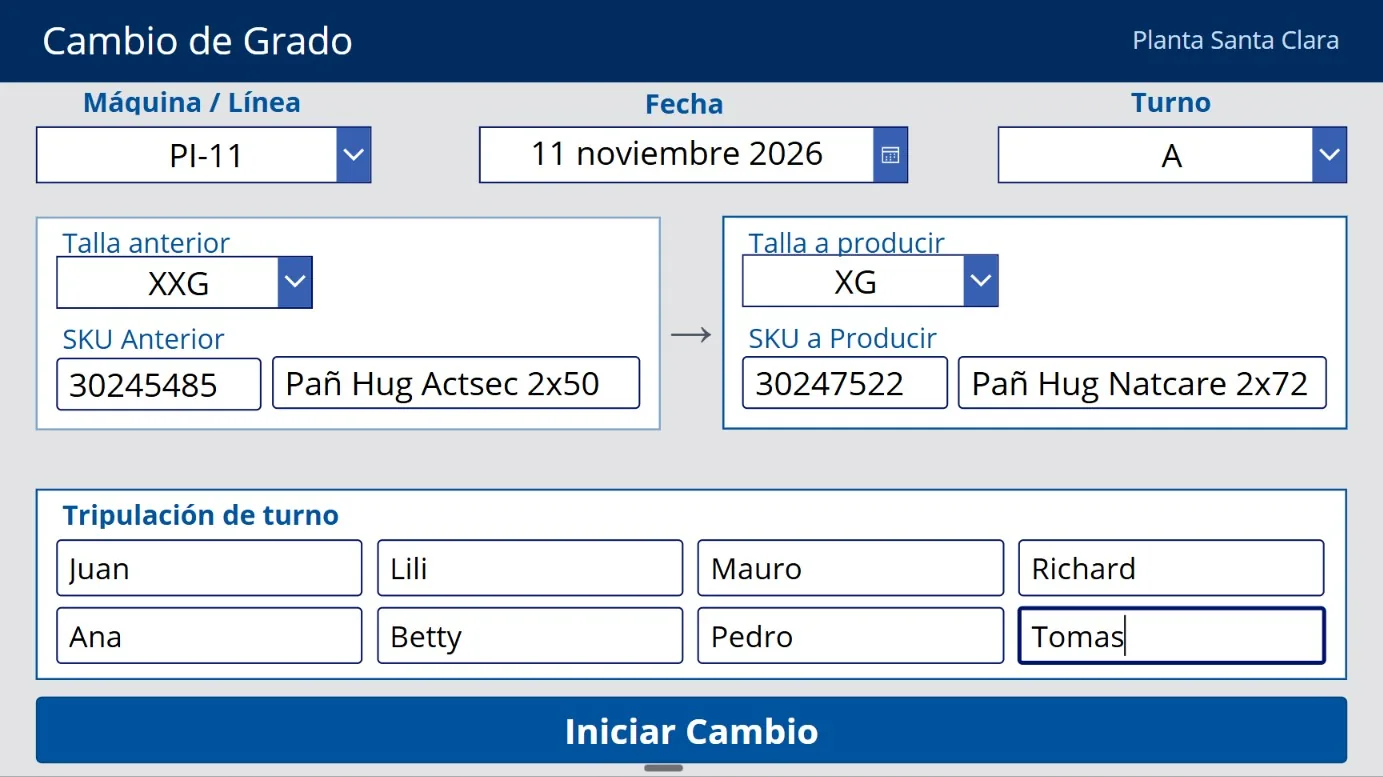 Cambio de Grado
Planta Santa Clara
Máquina / Línea
Fecha
Turno
PI-11
11 noviembre 2026
A
Talla anterior
XXG
SKU Anterior
30245485
Pañ Hug Actsec 2x50
→
Talla a producir
XG
SKU a Producir
30247522
Pañ Hug Natcare 2x72
Tripulación de turno
Juan
Lili
Mauro
Richard
Ana
Betty
Pedro
Tomas
Iniciar Cambio